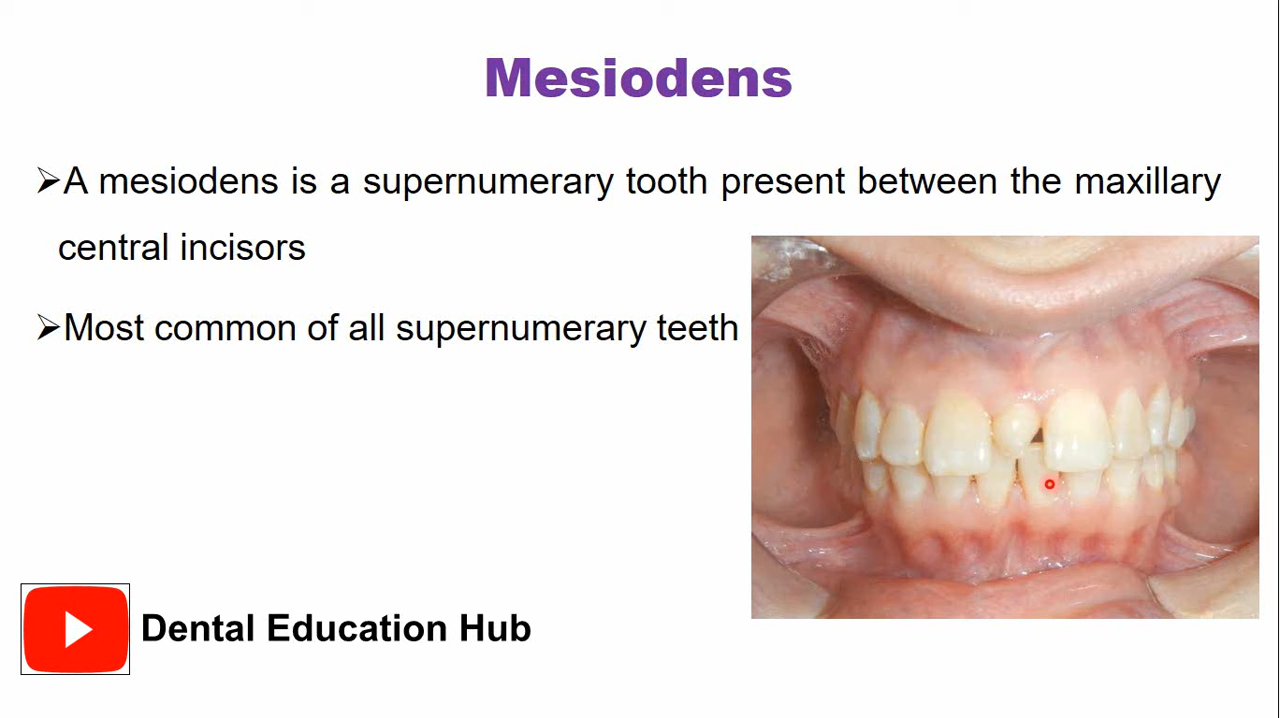 Mesiodens
➢A mesiodens is a supernumerary tooth present between the maxillary
central incisors
➢Most common of all supernumerary teeth
Dental Education Hub